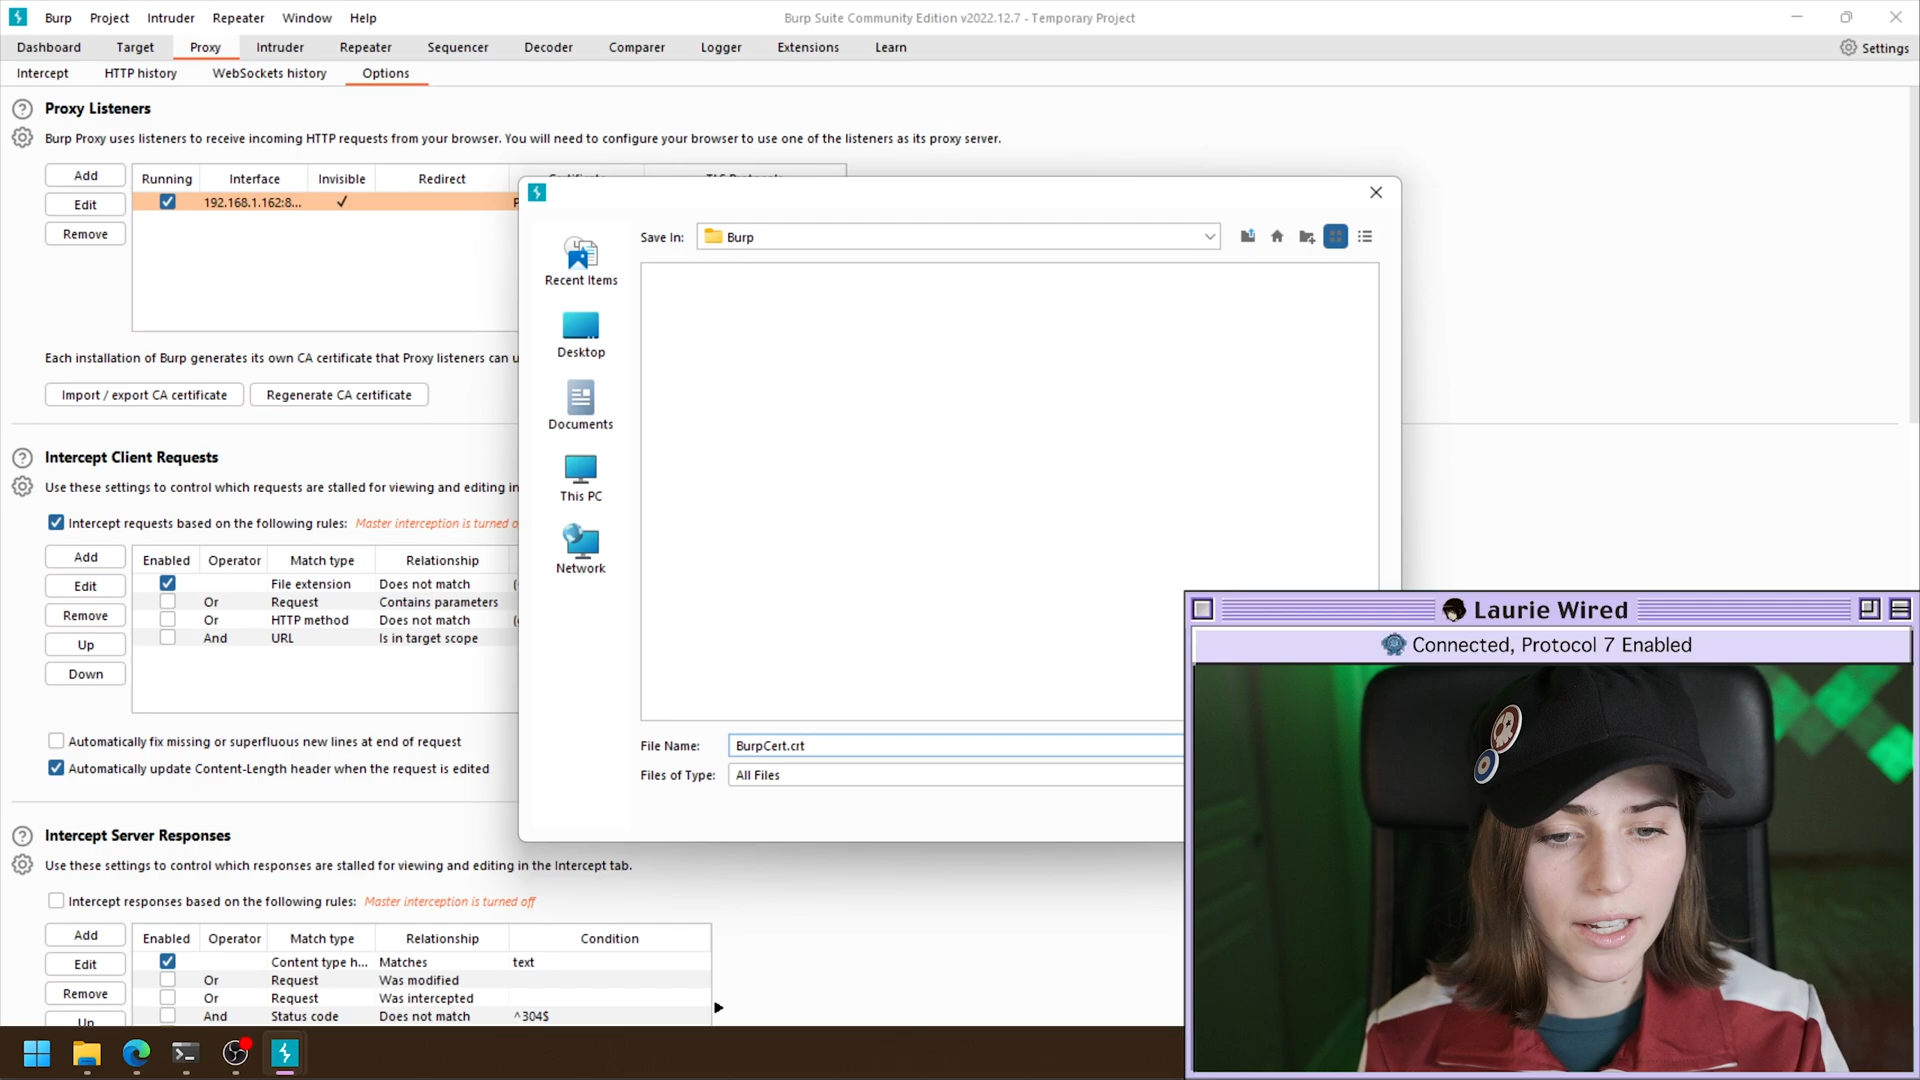 Burp Project Intruder Repeater Window Help
Burp Suite Community Edition v2022.12.7 - Temporary Project
Dashboard Target Proxy Intruder Repeater Sequencer Decoder Comparer Logger Extensions Learn Settings
Intercept HTTP history WebSockets history Options
Proxy Listeners
Burp Proxy uses listeners to receive incoming HTTP requests from your browser. You will need to configure your browser to use one of the listeners as its proxy server.
Add
Edit
Remove
Running Interface Invisible Redirect
192.168.1.162:8...
Each installation of Burp generates its own CA certificate that Proxy listeners can u
Import / export CA certificate Regenerate CA certificate
Save In: Burp
Recent Items
Desktop
Documents
This PC
Network
File Name: BurpCert.crt
Files of Type: All Files
Intercept Client Requests
Use these settings to control which requests are stalled for viewing and editing in
Intercept requests based on the following rules: Master interception is turned o
Add
Edit
Remove
Up
Down
Enabled Operator Match type Relationship
File extension Does not match (
Or Request Contains parameters
Or HTTP method Does not match (
And URL Is in target scope
Automatically fix missing or superfluous new lines at end of request
Automatically update Content-Length header when the request is edited
Intercept Server Responses
Use these settings to control which responses are stalled for viewing and editing in the Intercept tab.
Intercept responses based on the following rules: Master interception is turned off
Add
Edit
Remove
Up
Enabled Operator Match type Relationship Condition
Content type h... Matches text
Or Request Was modified
Or Request Was intercepted
And Status code Does not match ^304$
Laurie Wired
Connected, Protocol 7 Enabled